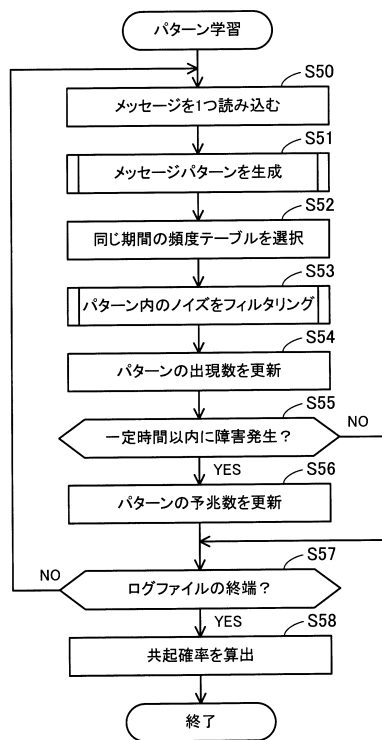 パターン学習
S50
メッセージを1つ読み込む
S51
メッセージパターンを生成
S52
同じ期間の頻度テーブルを選択
S53
パターン内のノイズをフィルタリング
S54
パターンの出現数を更新
S55
一定時間以内に障害発生？
NO
YES
S56
パターンの予兆数を更新
S57
NO
ログファイルの終端？
YES
S58
共起確率を算出
終了